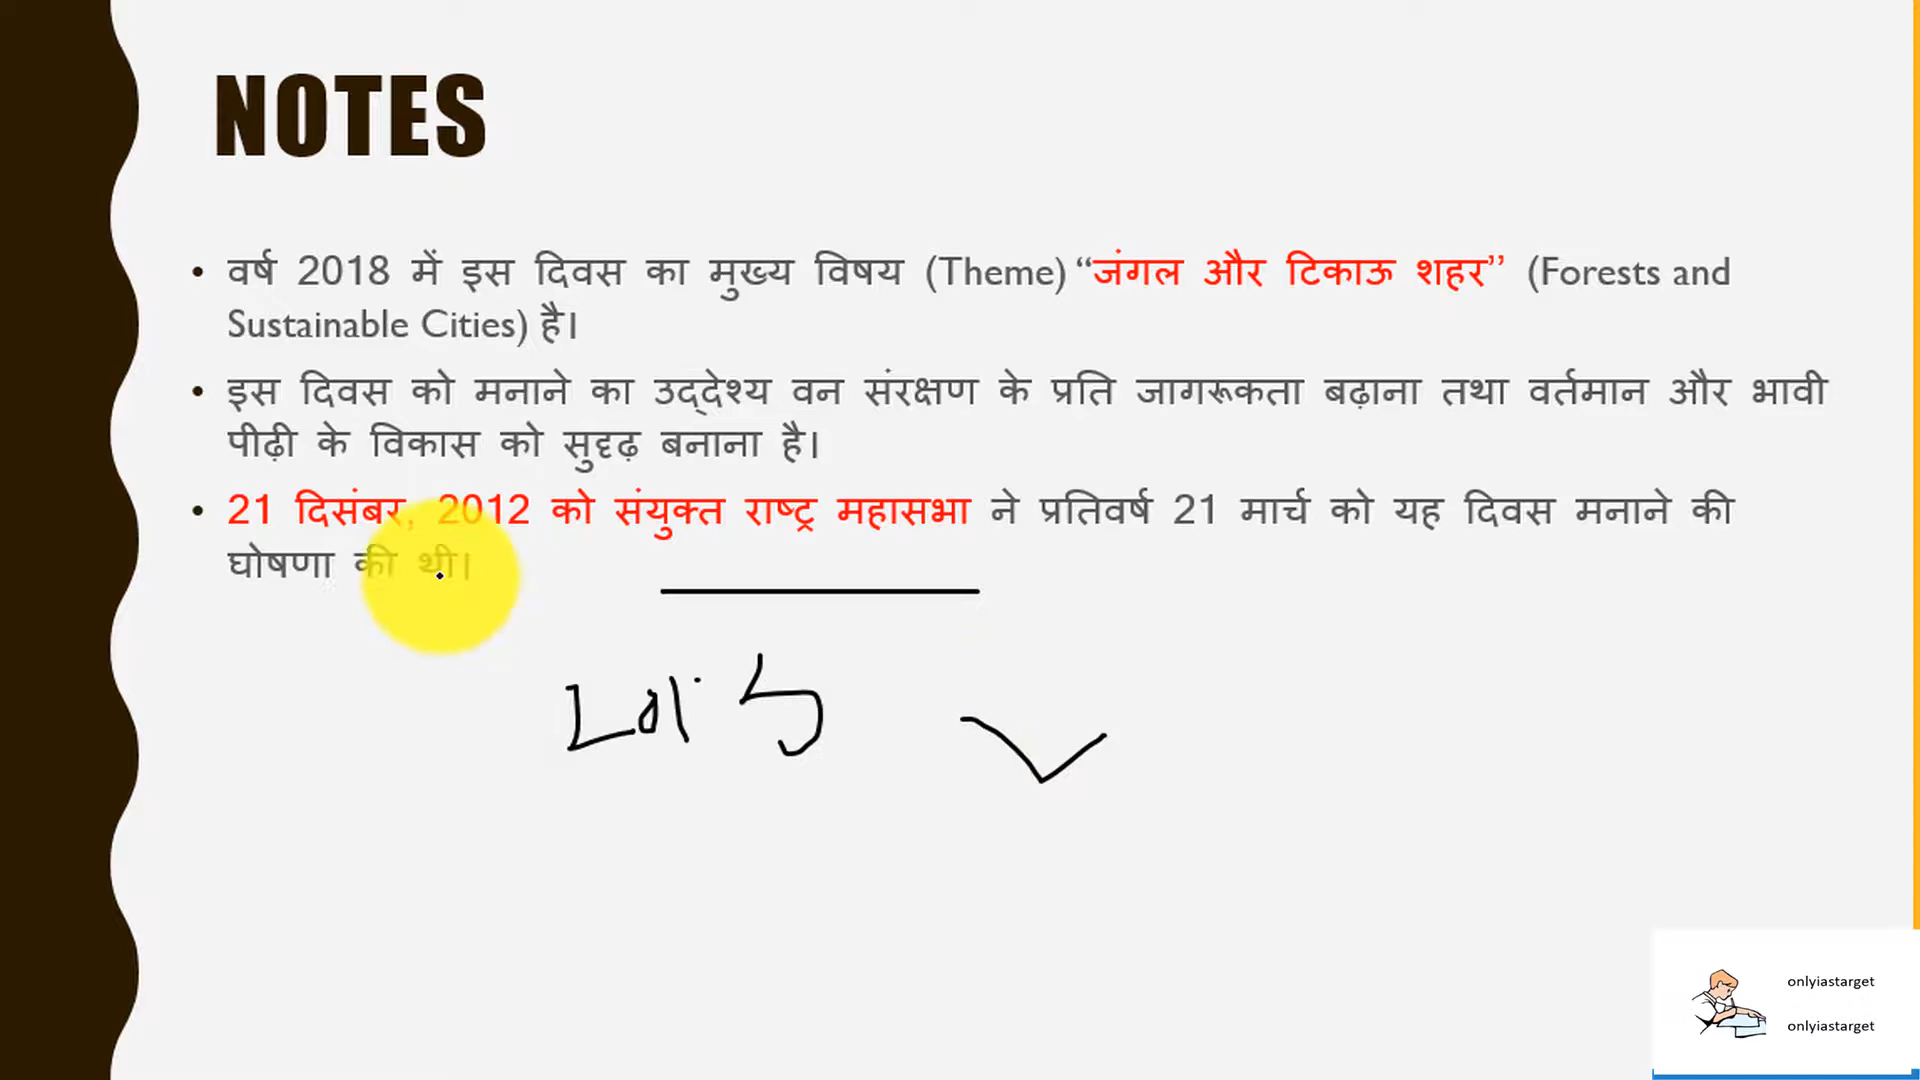 NOTES
• वर्ष 2018 में इस दिवस का मुख्य विषय (Theme) “जंगल और टिकाऊ शहर” (Forests and
Sustainable Cities) है।
• इस दिवस को मनाने का उद्देश्य वन संरक्षण के प्रति जागरूकता बढ़ाना तथा वर्तमान और भावी
पीढ़ी के विकास को सुदृढ़ बनाना है।
• 21 दिसंबर, 2012 को संयुक्त राष्ट्र महासभा ने प्रतिवर्ष 21 मार्च को यह दिवस मनाने की
घोषणा की थी।
onlyiastarget
onlyiastarget